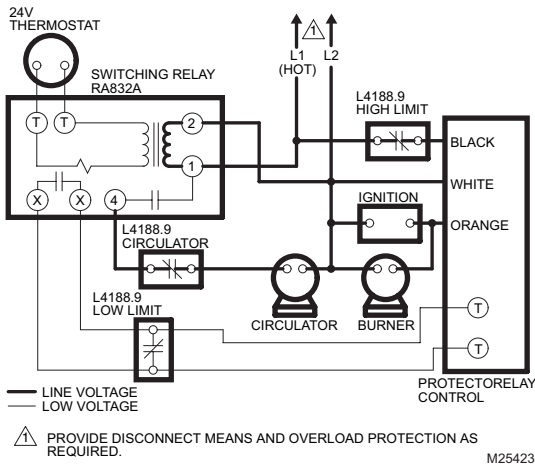 24V
THERMOSTAT
1
L1
(HOT)
L2
SWITCHING RELAY
RA832A
L4188.9
HIGH LIMIT
T
T
2
BLACK
1
WHITE
IGNITION
X
X
4
ORANGE
L4188.9
CIRCULATOR
L4188.9
LOW LIMIT
T
CIRCULATOR
BURNER
T
PROTECTORELAY
CONTROL
LINE VOLTAGE
LOW VOLTAGE
1 PROVIDE DISCONNECT MEANS AND OVERLOAD PROTECTION AS
REQUIRED.
M25423